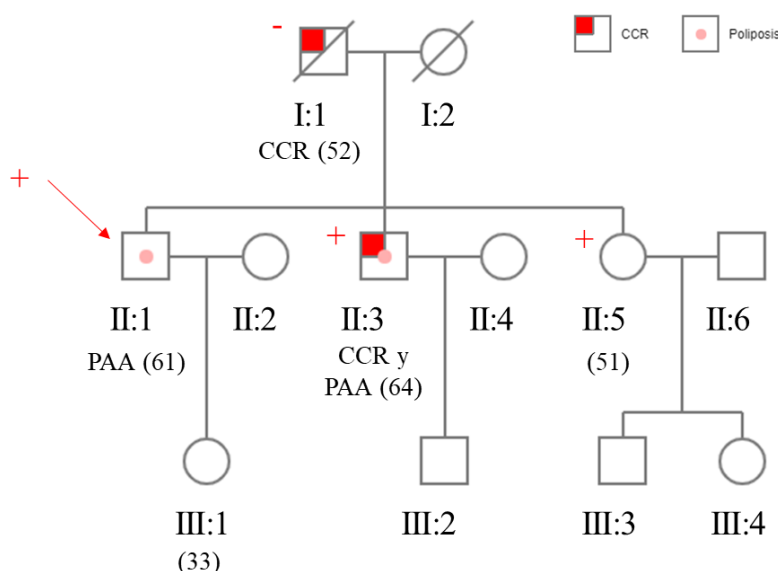 -
CCR
Poliposis
I:1
I:2
CCR (52)
+
+
+
II:1
II:2
II:3
II:4
II:5
II:6
PAA (61)
CCR y
PAA (64)
(51)
III:1
III:2
III:3
III:4
(33)